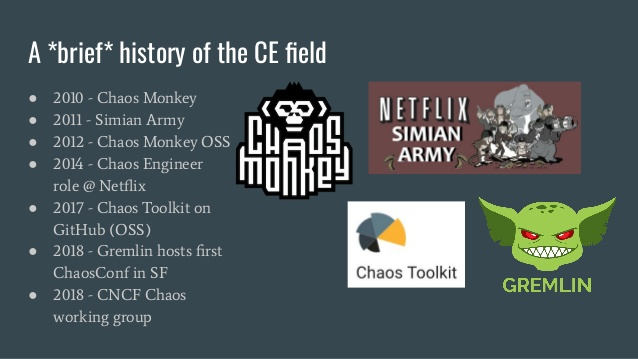 A *brief* history of the CE field
● 2010 - Chaos Monkey
● 2011 - Simian Army
● 2012 - Chaos Monkey OSS
● 2014 - Chaos Engineer
role @ Netflix
● 2017 - Chaos Toolkit on
GitHub (OSS)
● 2018 - Gremlin hosts first
ChaosConf in SF
● 2018 - CNCF Chaos
working group
CHAOS
MONKEY
NETFLIX
SIMIAN
ARMY
Chaos Toolkit
GREMLIN